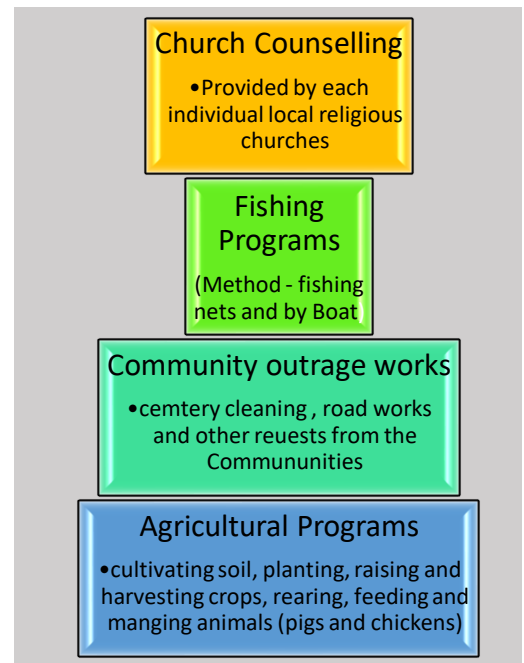 Church Counselling
•Provided by each
individual local religious
churches
Fishing
Programs
(Method - fishing
nets and by Boat
Community outrage works
•cemtery cleaning , road works
and other reuests from the
Commununities
Agricultural Programs
•cultivating soil, planting, raising and
harvesting crops, rearing, feeding and
manging animals (pigs and chickens)